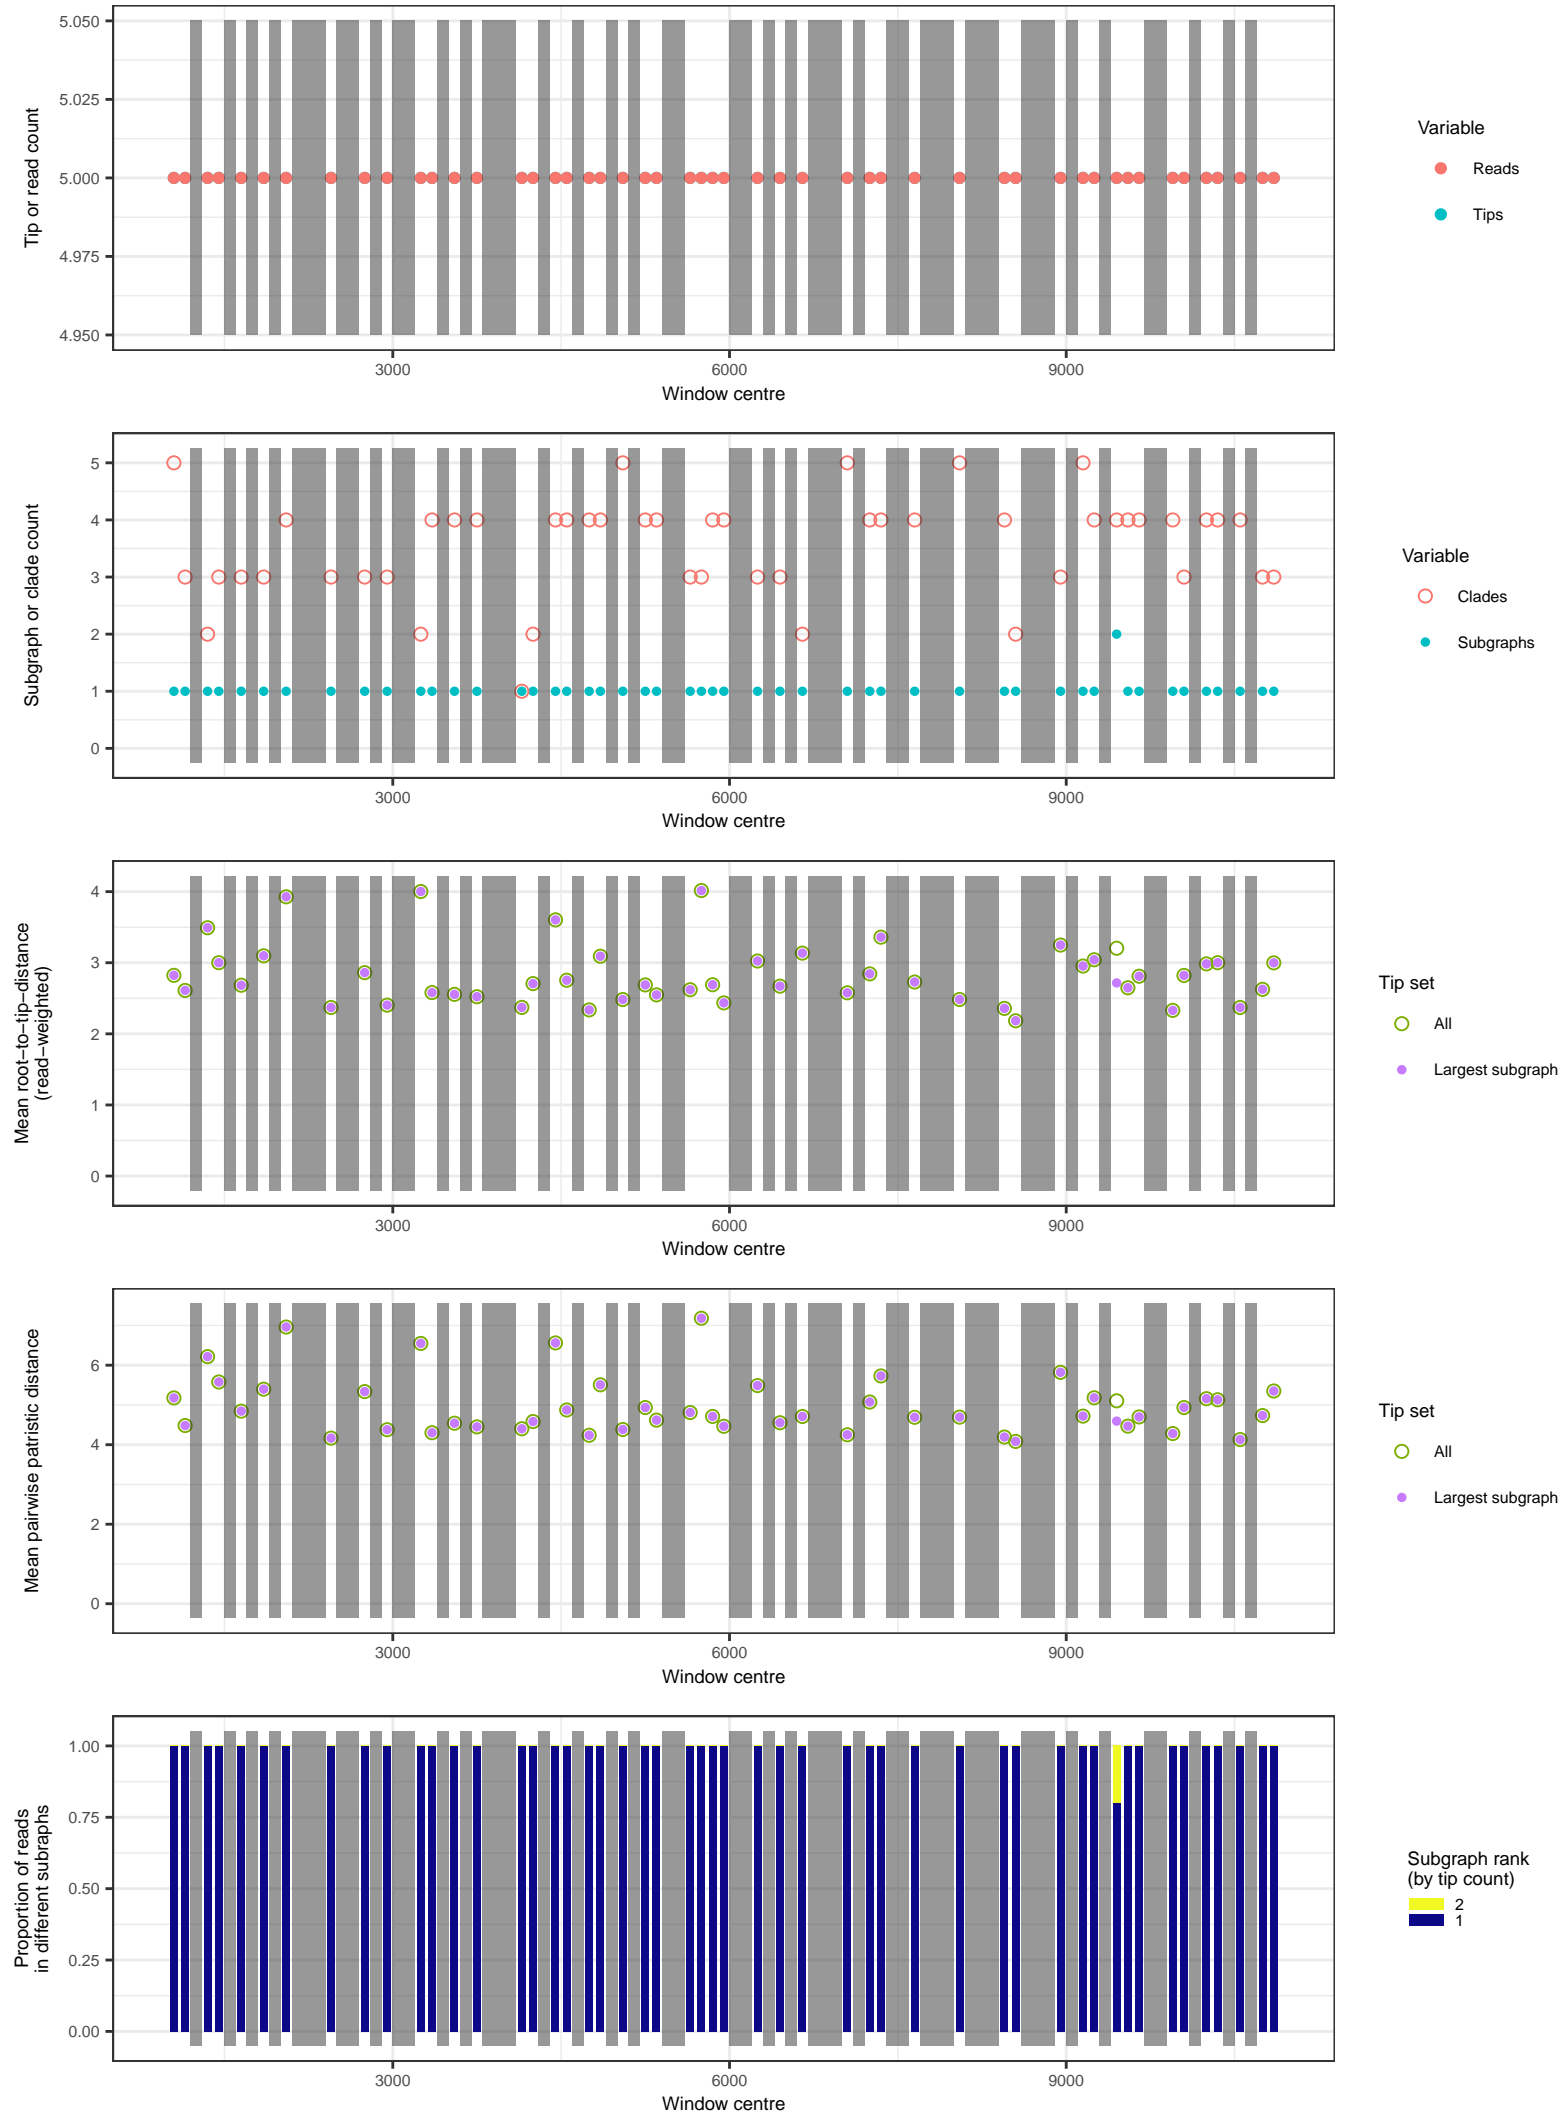 5.050
5.025
5.000
4.975
4.950
Tip or read count
3000
6000
9000
Window centre
Variable
Reads
Tips
5
4
3
2
1
0
Subgraph or clade count
3000
6000
9000
Window centre
Variable
Clades
Subgraphs
4
3
2
1
0
Mean root−to−tip−distance
(read−weighted)
3000
6000
9000
Window centre
Tip set
All
Largest subgraph
6
4
2
0
Mean pairwise patristic distance
3000
6000
9000
Window centre
Tip set
All
Largest subgraph
1.00
0.75
0.50
0.25
0.00
Proportion of reads
in different subraphs
3000
6000
9000
Window centre
Subgraph rank
(by tip count)
2
1